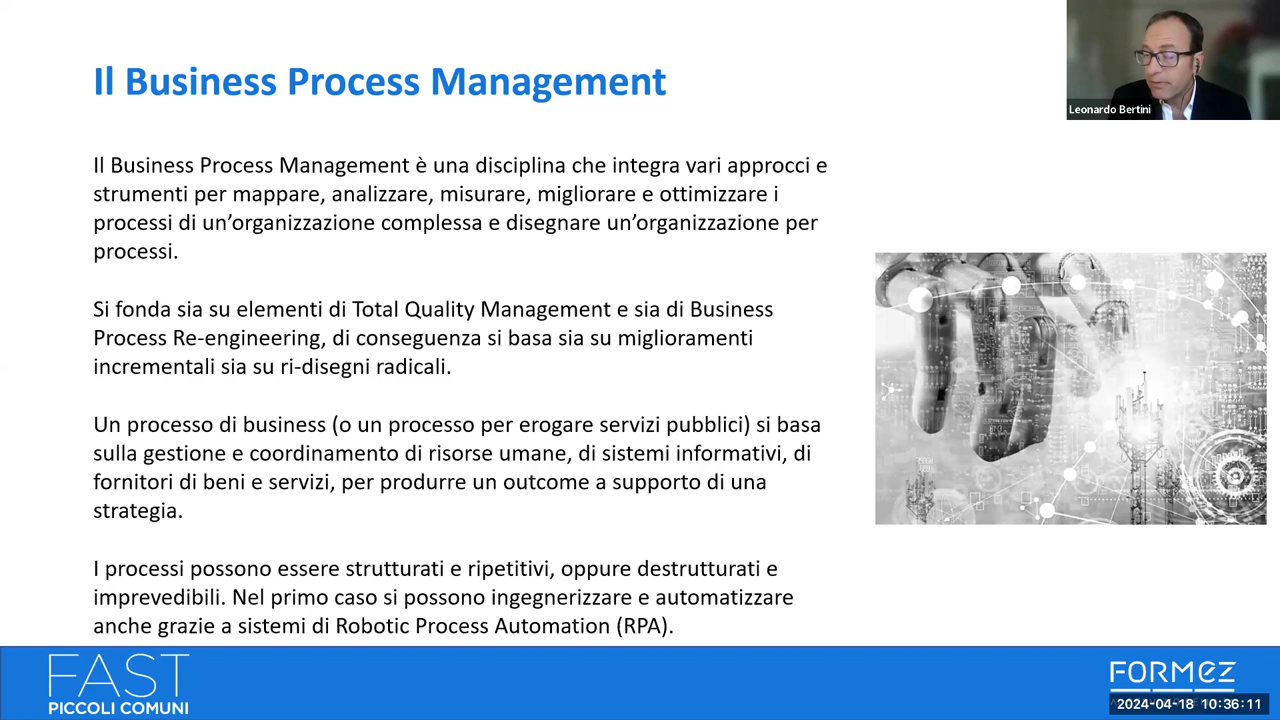 Il Business Process Management
Leonardo Bertini
Il Business Process Management è una disciplina che integra vari approcci e
strumenti per mappare, analizzare, misurare, migliorare e ottimizzare i
processi di un’organizzazione complessa e disegnare un’organizzazione per
processi.
Si fonda sia su elementi di Total Quality Management e sia di Business
Process Re-engineering, di conseguenza si basa sia su miglioramenti
incrementali sia su ri-disegni radicali.
Un processo di business (o un processo per erogare servizi pubblici) si basa
sulla gestione e coordinamento di risorse umane, di sistemi informativi, di
fornitori di beni e servizi, per produrre un outcome a supporto di una
strategia.
I processi possono essere strutturati e ripetitivi, oppure destrutturati e
imprevedibili. Nel primo caso si possono ingegnerizzare e automatizzare
anche grazie a sistemi di Robotic Process Automation (RPA).
FAST
PICCOLI COMUNI
FORMEZ
2024-04-18 10:36:11